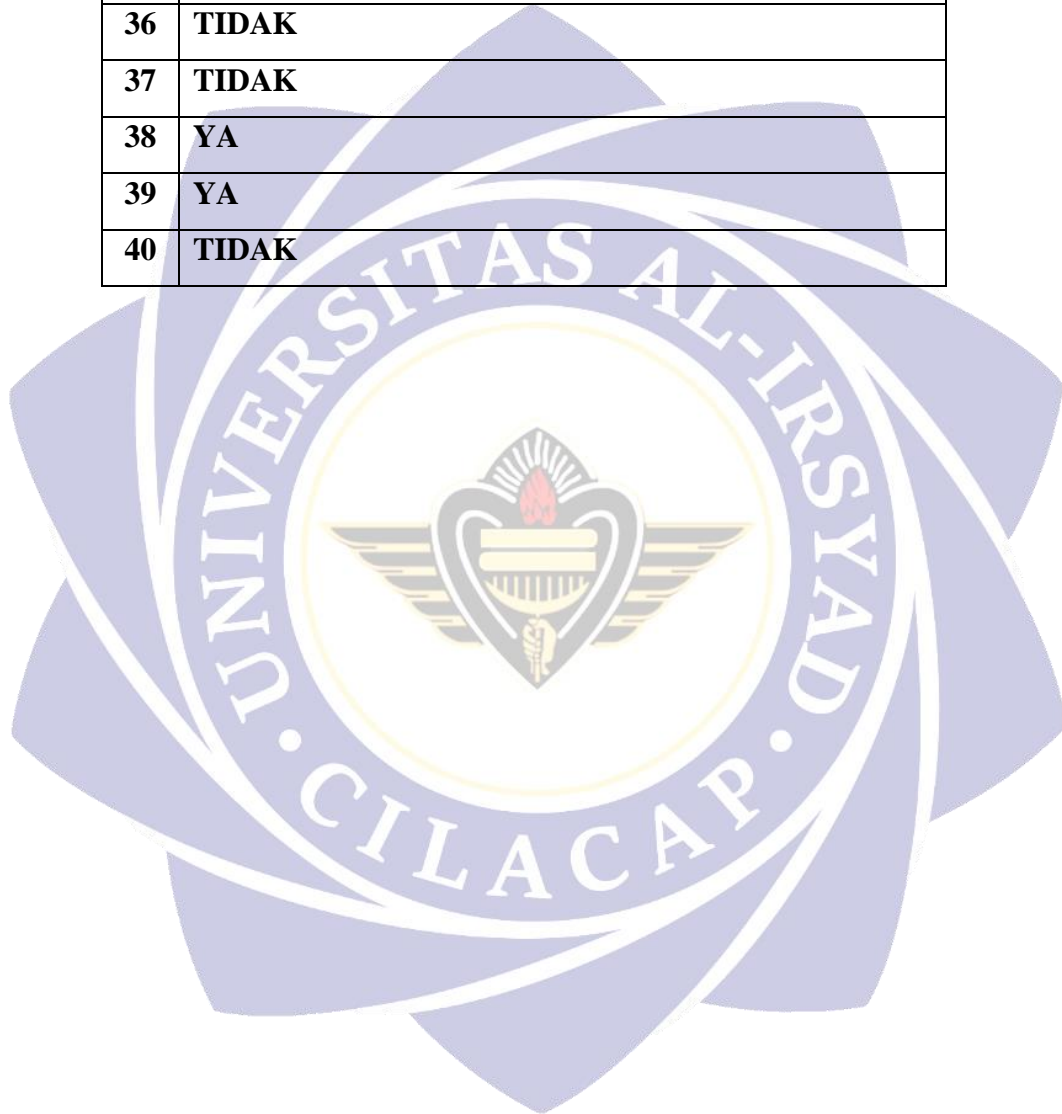 36 TIDAK
37 TIDAK
38 YA
39 YA
40 TIDAK
UNIVERSITAS AL-IRSYAD
• CILACAP •